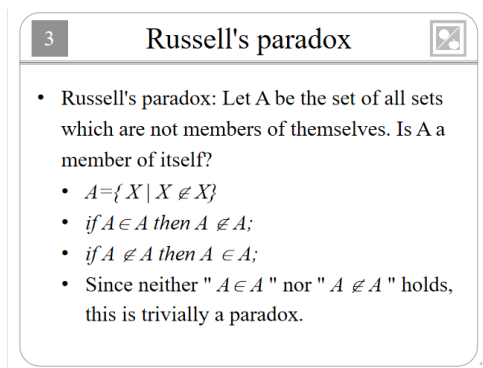 3
Russell's paradox
• Russell's paradox: Let A be the set of all sets
which are not members of themselves. Is A a
member of itself?
• A={ X | X ∉ X}
• if A ∈ A then A ∉ A;
• if A ∉ A then A ∈ A;
• Since neither " A ∈ A " nor " A ∉ A " holds,
this is trivially a paradox.